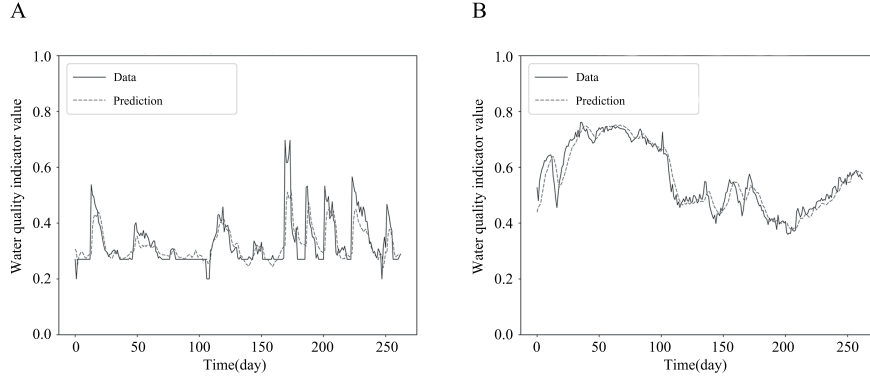 A
Water quality indicator value
1.0
0.8
0.6
0.4
0.2
0.0
Data
Prediction
0 50 100 150 200 250
Time(day)
B
Water quality indicator value
1.0
0.8
0.6
0.4
0.2
0.0
Data
Prediction
0 50 100 150 200 250
Time(day)